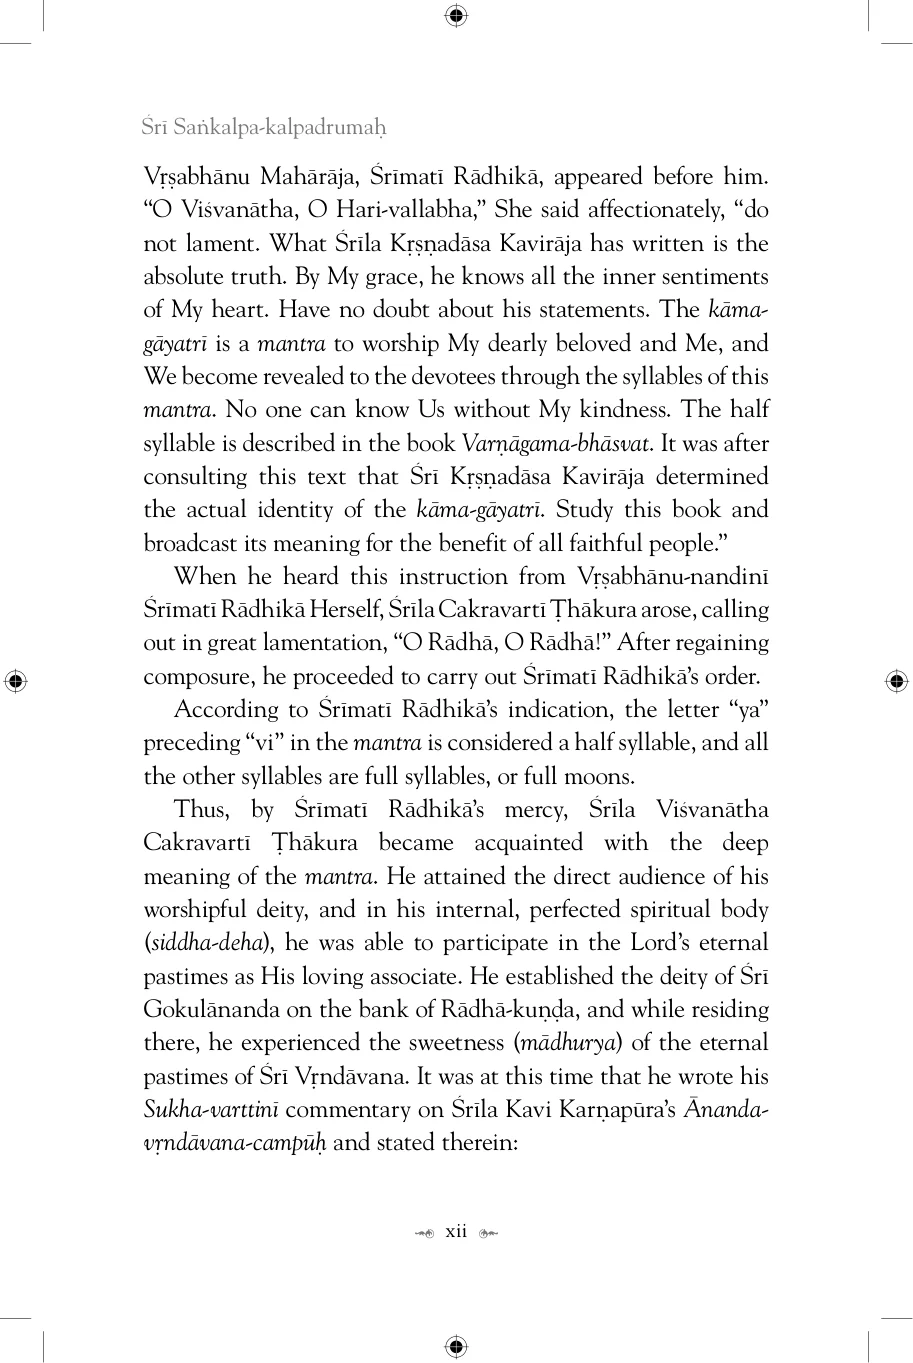 Śrī Saṅkalpa-kalpadrumaḥ
Vṛṣabhānu Mahārāja, Śrīmatī Rādhikā, appeared before him.
“O Viśvanātha, O Hari-vallabha,” She said affectionately, “do
not lament. What Śrīla Kṛṣṇadāsa Kavirāja has written is the
absolute truth. By My grace, he knows all the inner sentiments
of My heart. Have no doubt about his statements. The kāma-
gāyatrī is a mantra to worship My dearly beloved and Me, and
We become revealed to the devotees through the syllables of this
mantra. No one can know Us without My kindness. The half
syllable is described in the book Varṇāgama-bhāsvat. It was after
consulting this text that Śrī Kṛṣṇadāsa Kavirāja determined
the actual identity of the kāma-gāyatrī. Study this book and
broadcast its meaning for the benefit of all faithful people.”
When he heard this instruction from Vṛṣabhānu-nandinī
Śrīmatī Rādhikā Herself, Śrīla Cakravartī Ṭhākura arose, calling
out in great lamentation, “O Rādhā, O Rādhā!” After regaining
composure, he proceeded to carry out Śrīmatī Rādhikā’s order.
According to Śrīmatī Rādhikā’s indication, the letter “ya”
preceding “vi” in the mantra is considered a half syllable, and all
the other syllables are full syllables, or full moons.
Thus, by Śrīmatī Rādhikā’s mercy, Śrīla Viśvanātha
Cakravartī Ṭhākura became acquainted with the deep
meaning of the mantra. He attained the direct audience of his
worshipful deity, and in his internal, perfected spiritual body
(siddha-deha), he was able to participate in the Lord’s eternal
pastimes as His loving associate. He established the deity of Śrī
Gokulānanda on the bank of Rādhā-kuṇḍa, and while residing
there, he experienced the sweetness (mādhurya) of the eternal
pastimes of Śrī Vṛndāvana. It was at this time that he wrote his
Sukha-varttinī commentary on Śrīla Kavi Karṇapūra’s Ānanda-
vṛndāvana-campūḥ and stated therein:
xii